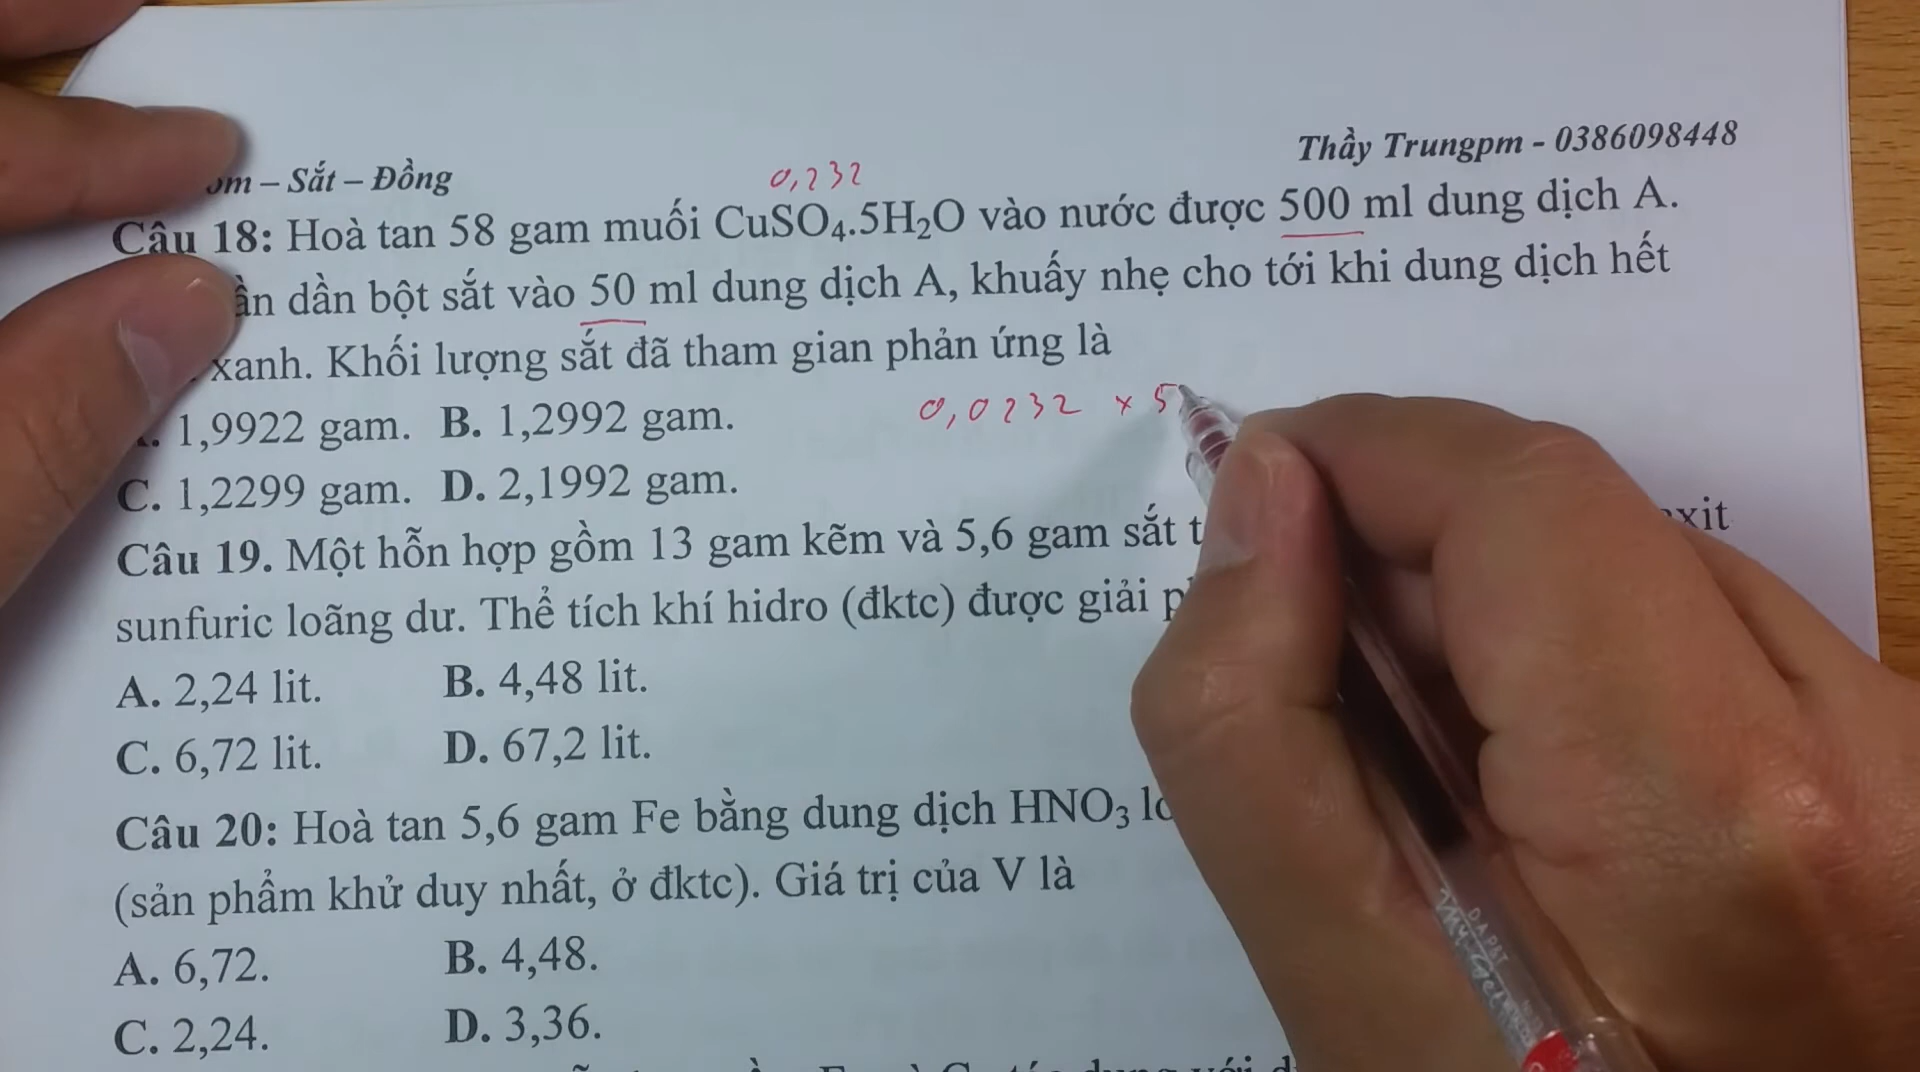 Thầy Trungpm - 0386098448
– Sắt – Đồng
0,232
Câu 18: Hoà tan 58 gam muối CuSO₄.5H₂O vào nước được 500 ml dung dịch A.
dần bột sắt vào 50 ml dung dịch A, khuấy nhẹ cho tới khi dung dịch hết
xanh. Khối lượng sắt đã tham gian phản ứng là
1,9922 gam. B. 1,2992 gam.
0,0232 × 5
C. 1,2299 gam. D. 2,1992 gam.
Câu 19. Một hỗn hợp gồm 13 gam kẽm và 5,6 gam sắt
sunfuric loãng dư. Thể tích khí hidro (đktc) được giải
A. 2,24 lit. B. 4,48 lit.
C. 6,72 lit. D. 67,2 lit.
Câu 20: Hoà tan 5,6 gam Fe bằng dung dịch HNO₃
(sản phẩm khử duy nhất, ở đktc). Giá trị của V là
A. 6,72. B. 4,48.
C. 2,24. D. 3,36.